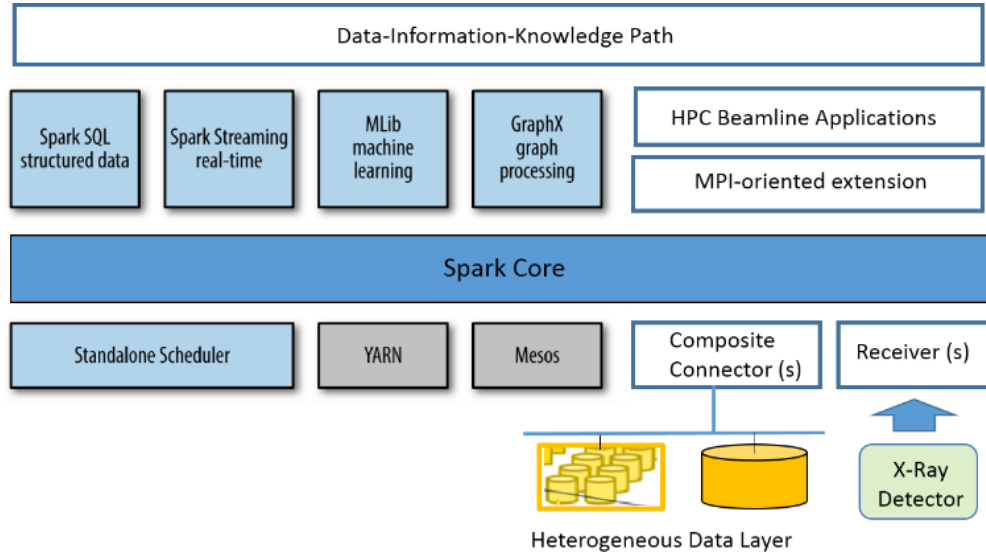 Data-Information-Knowledge Path
Spark SQL
structured data
Spark Streaming
real-time
MLib
machine
learning
GraphX
graph
processing
HPC Beamline Applications
MPI-oriented extension
Spark Core
Standalone Scheduler
YARN
Mesos
Composite
Connector (s)
Receiver (s)
X-Ray
Detector
Heterogeneous Data Layer